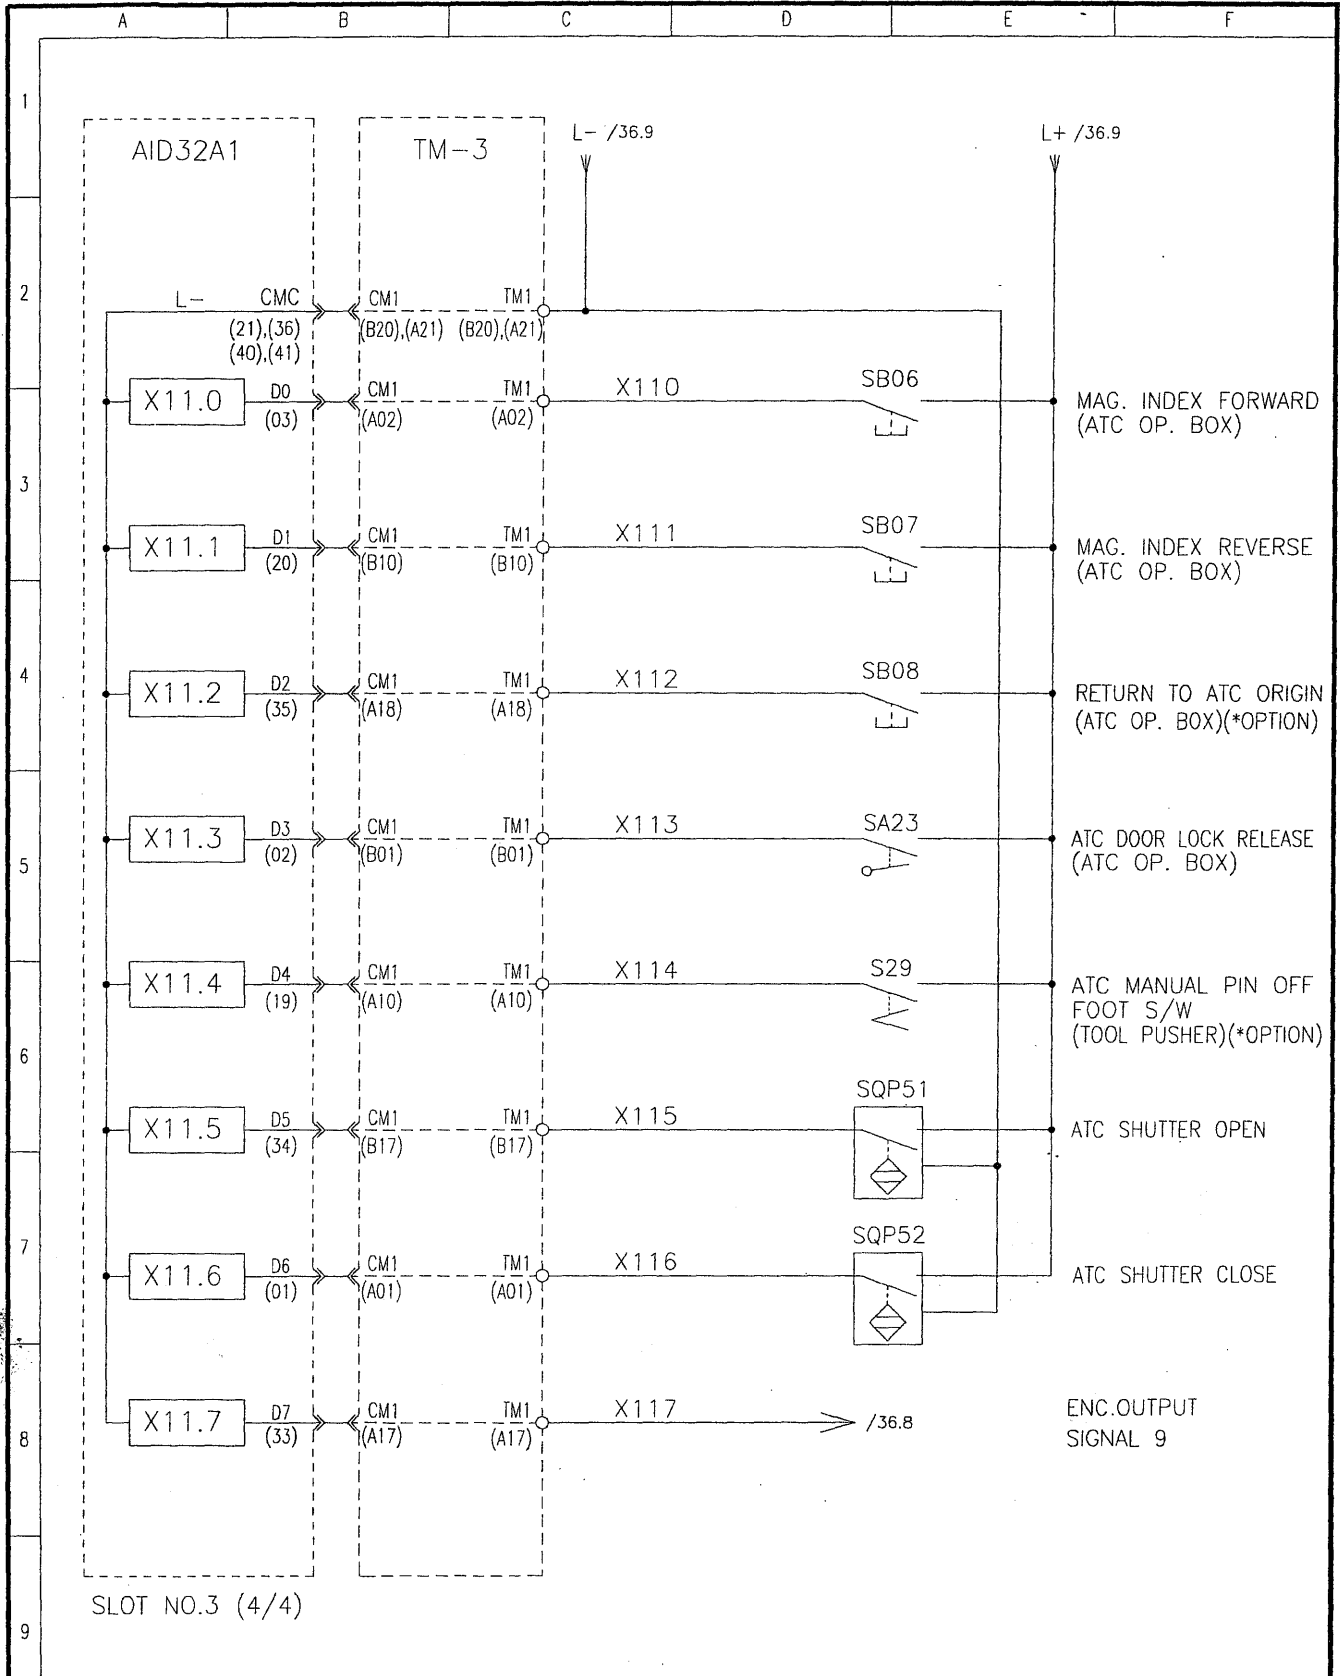 A B C D E F
1
L- /36.9 L+ /36.9
AID32A1 TM-3
2
L- CMC CM1 TM1
(21),(36) (B20),(A21) (B20),(A21)
(40),(41)
X11.0 D0 CM1 TM1 X110 SB06 MAG. INDEX FORWARD
(03) (A02) (A02) (ATC OP. BOX)
3
X11.1 D1 CM1 TM1 X111 SB07 MAG. INDEX REVERSE
(20) (B10) (B10) (ATC OP. BOX)
4
X11.2 D2 CM1 TM1 X112 SB08 RETURN TO ATC ORIGIN
(35) (A18) (A18) (ATC OP. BOX)(*OPTION)
X11.3 D3 CM1 TM1 X113 SA23 ATC DOOR LOCK RELEASE
5 (02) (B01) (B01) (ATC OP. BOX)
X11.4 D4 CM1 TM1 X114 S29 ATC MANUAL PIN OFF
(19) (A10) (A10) FOOT S/W
(TOOL PUSHER)(*OPTION)
6
SQP51
X11.5 D5 CM1 TM1 X115 ATC SHUTTER OPEN
(34) (B17) (B17)
7 SQP52
X11.6 D6 CM1 TM1 X116 ATC SHUTTER CLOSE
(01) (A01) (A01)
X11.7 D7 CM1 TM1 X117 /36.8 ENC.OUTPUT
8 (33) (A17) (A17) SIGNAL 9
SLOT NO.3 (4/4)
9